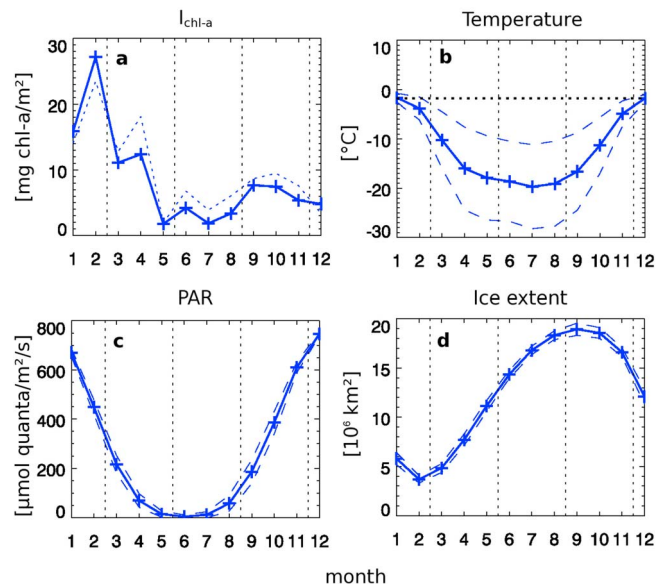 I chl-a
Temperature
30
20
10
0
[mg chl-a/m²]
a
1 2 3 4 5 6 7 8 9 10 11 12
10
0
-10
-20
-30
[°C]
b
1 2 3 4 5 6 7 8 9 10 11 12
PAR
Ice extent
800
600
400
200
0
[μmol quanta/m²/s]
c
1 2 3 4 5 6 7 8 9 10 11 12
20
15
10
5
0
[10⁶ km²]
d
1 2 3 4 5 6 7 8 9 10 11 12
month